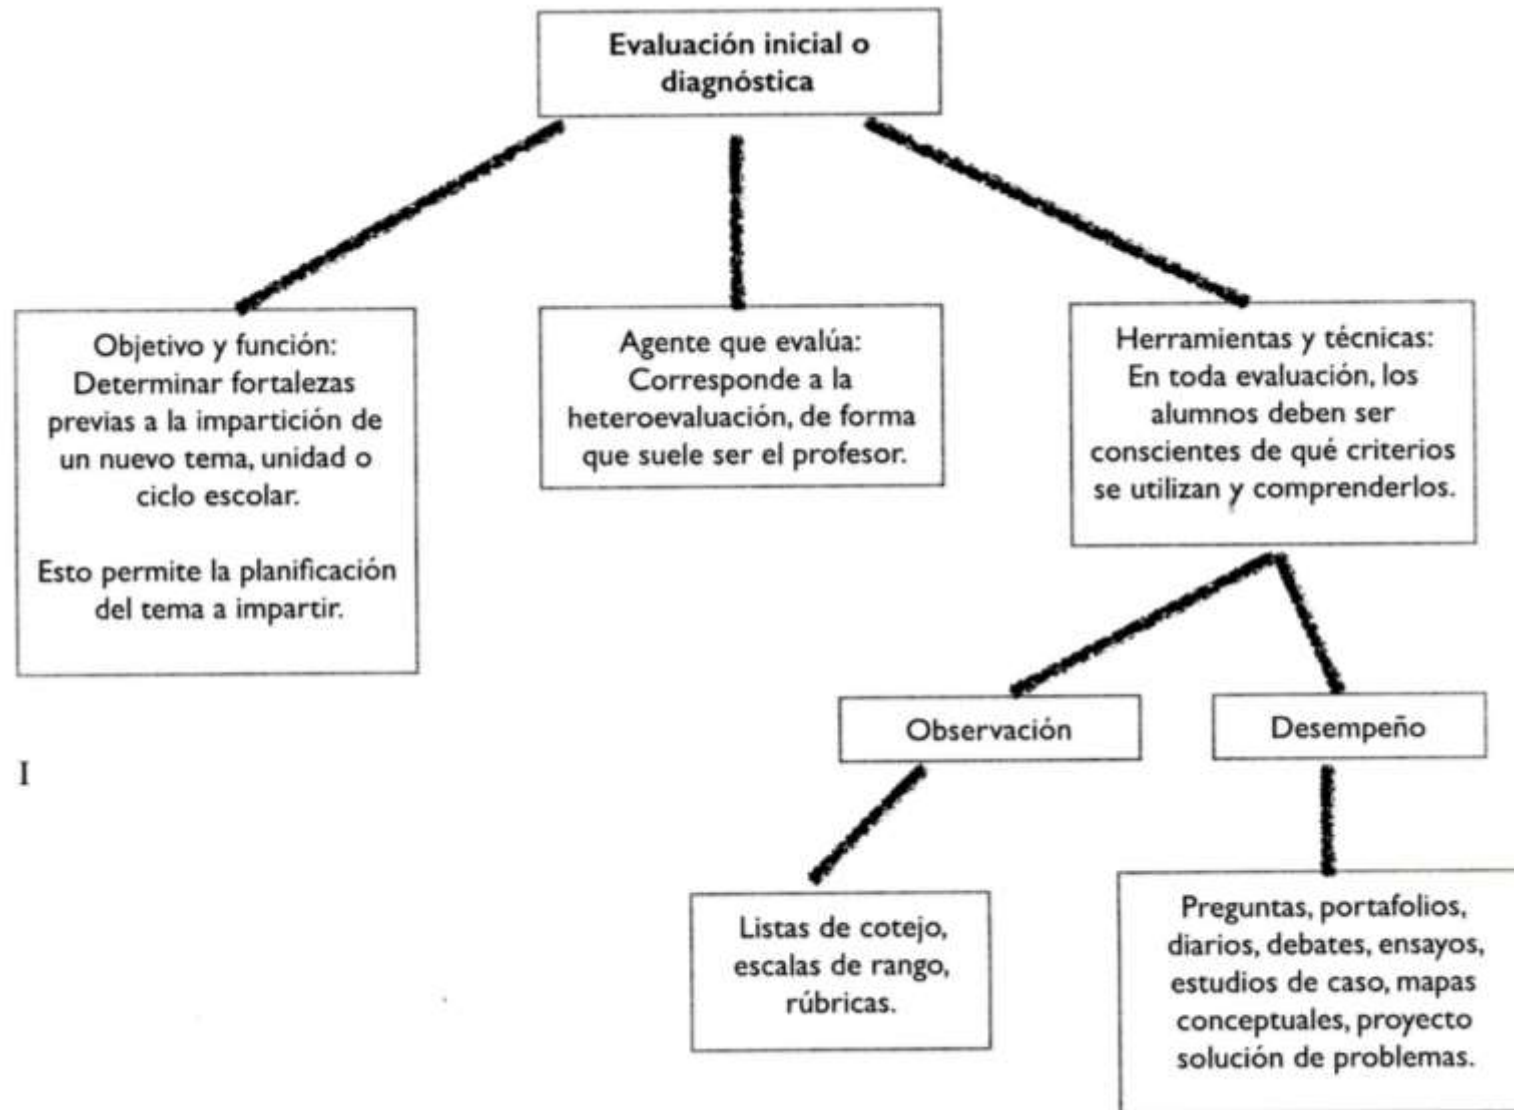 Evaluación inicial o
diagnóstica
Objetivo y función:
Determinar fortalezas
previas a la impartición de
un nuevo tema, unidad o
ciclo escolar.
Esto permite la planificación
del tema a impartir.
Agente que evalúa:
Corresponde a la
heteroevaluación, de forma
que suele ser el profesor.
Herramientas y técnicas:
En toda evaluación, los
alumnos deben ser
conscientes de qué criterios
se utilizan y comprenderlos.
Observación
Desempeño
I
Listas de cotejo,
escalas de rango,
rúbricas.
Preguntas, portafolios,
diarios, debates, ensayos,
estudios de caso, mapas
conceptuales, proyecto
solución de problemas.